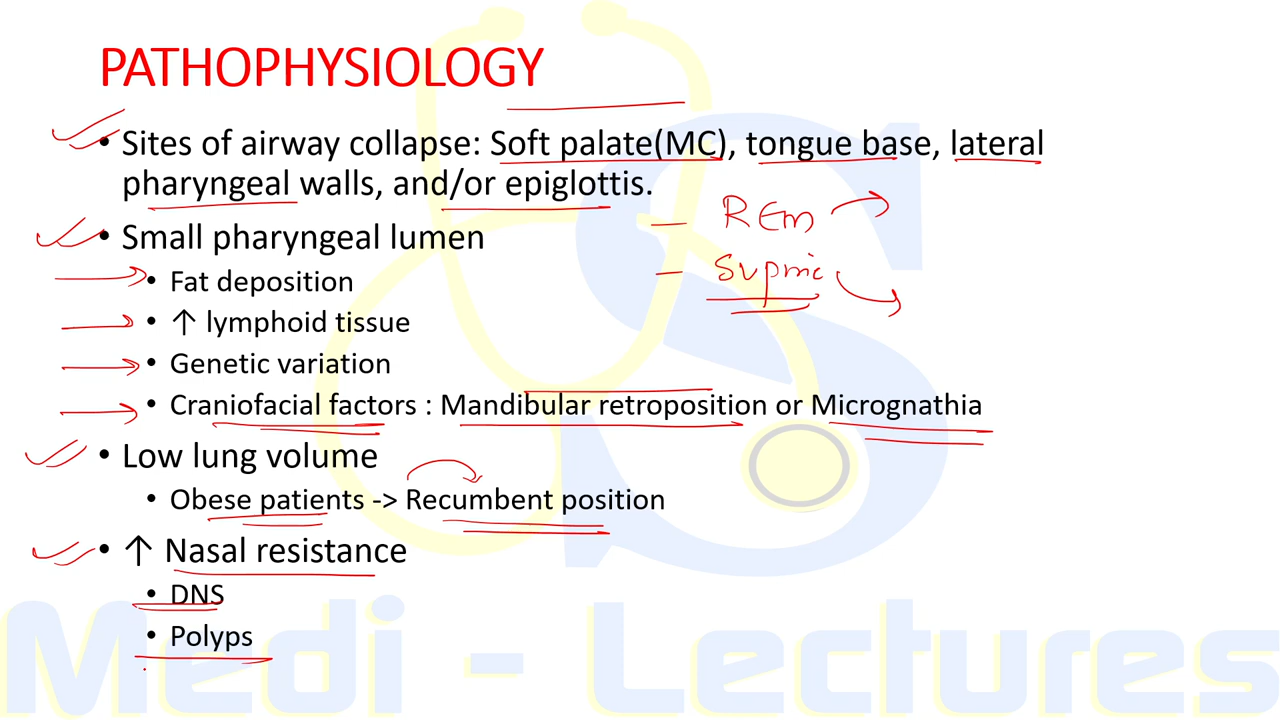 PATHOPHYSIOLOGY
• Sites of airway collapse: Soft palate(MC), tongue base, lateral
pharyngeal walls, and/or epiglottis.
- REM
• Small pharyngeal lumen
- Supine
• Fat deposition
• ↑ lymphoid tissue
• Genetic variation
• Craniofacial factors : Mandibular retroposition or Micrognathia
• Low lung volume
• Obese patients -> Recumbent position
• ↑ Nasal resistance
• DNS
• Polyps
Medi - Lectures